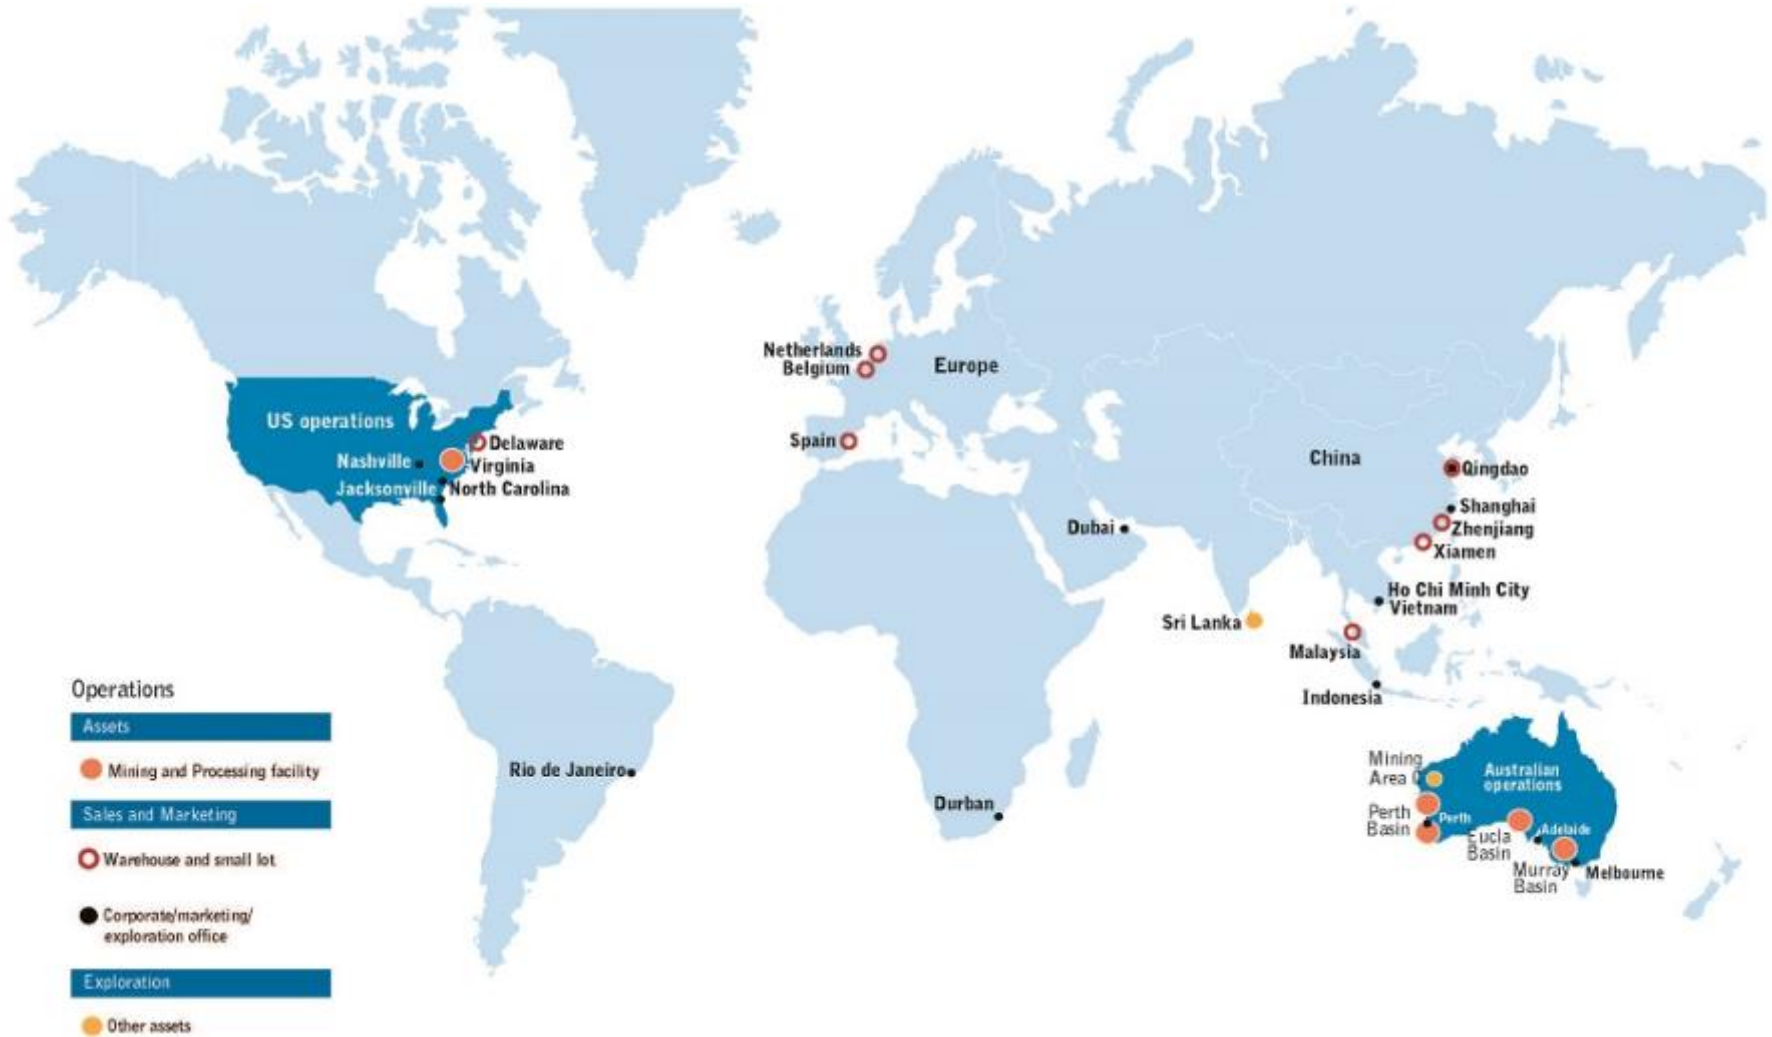 Netherlands
Belgium
Europe
US operations
Spain
Delaware
Nashville
Virginia
Jacksonville
North Carolina
China
Qingdao
Shanghai
Zhenjiang
Xiamen
Dubai
Ho Chi Minh City
Vietnam
Sri Lanka
Malaysia
Indonesia
Operations
Assets
Mining and Processing facility
Sales and Marketing
Warehouse and small lot
Corporate/marketing/
exploration office
Exploration
Other assets
Rio de Janeiro
Durban
Mining
Area C
Australian
operations
Perth
Basin
Perth
Eucla
Basin
Adelaide
Murray
Basin
Melbourne